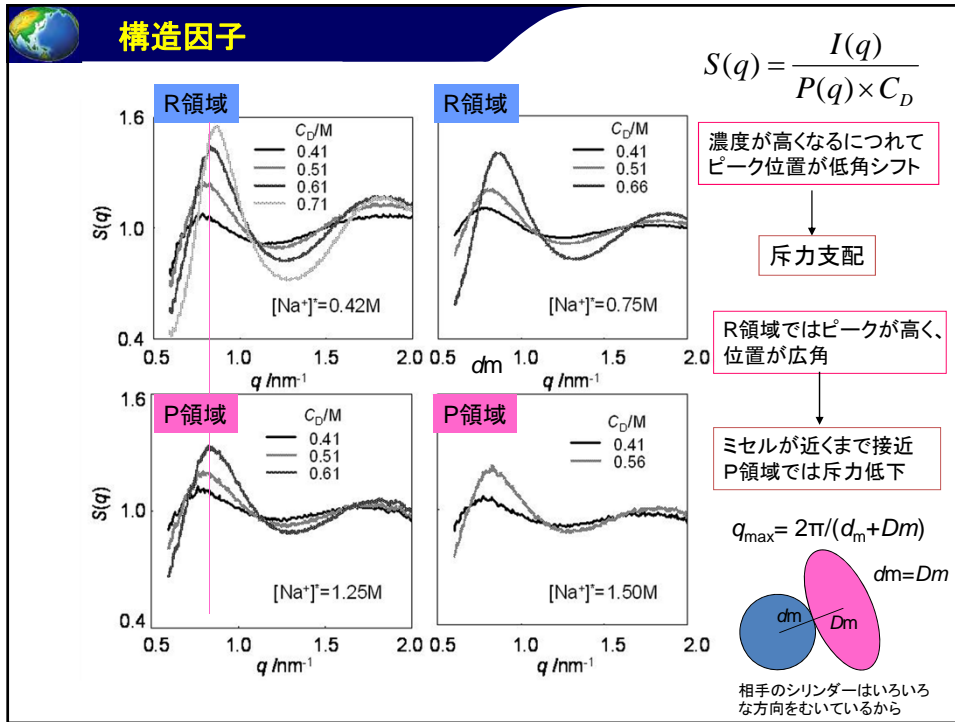 構造因子
S(q) = I(q) / P(q) × C_D
R領域
1.6
1.0
0.4
S(q)
C_D/M
0.41
0.51
0.61
0.71
[Na⁺]*=0.42M
0.5
1.0
1.5
2.0
q /nm⁻¹
C_D/M
0.41
0.51
0.66
[Na⁺]*=0.75M
0.5
1.0
1.5
2.0
dm
q /nm⁻¹
P領域
1.6
1.0
0.4
S(q)
C_D/M
0.41
0.51
0.61
[Na⁺]*=1.25M
0.5
1.0
1.5
2.0
q /nm⁻¹
C_D/M
0.41
0.56
[Na⁺]*=1.50M
0.5
1.0
1.5
2.0
q /nm⁻¹
濃度が高くなるにつれて
ピーク位置が低角シフト
斥力支配
R領域ではピークが高く、
位置が広角
ミセルが近くまで接近
P領域では斥力低下
q_max= 2π/(d_m+Dm)
dm=Dm
dm
Dm
相手のシリンダーはいろいろ
な方向をむいているから